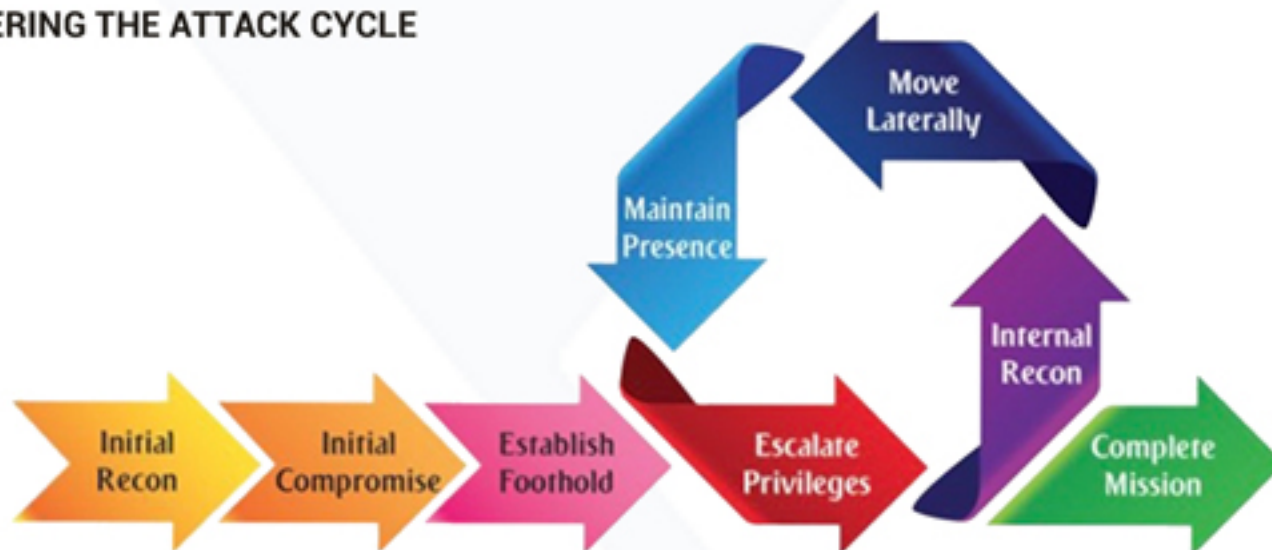 ERING THE ATTACK CYCLE
Move
Laterally
Maintain
Presence
Internal
Recon
Initial
Recon
Initial
Compromise
Establish
Foothold
Escalate
Privileges
Complete
Mission